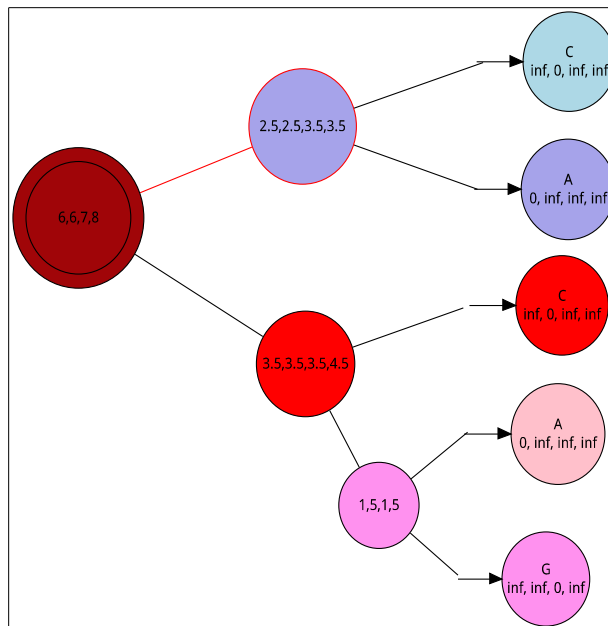 C
inf, 0, inf, inf
2.5,2.5,3.5,3.5
A
0, inf, inf, inf
6,6,7,8
C
inf, 0, inf, inf
3.5,3.5,3.5,4.5
A
0, inf, inf, inf
1,5,1,5
G
inf, inf, 0, inf